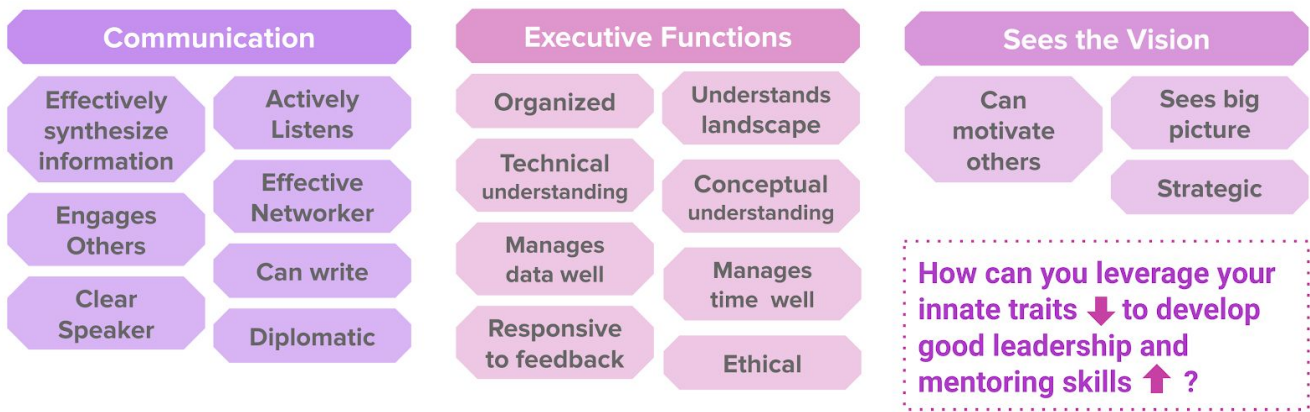 Communication
Effectively
synthesize
information
Actively
Listens
Engages
Others
Effective
Networker
Clear
Speaker
Can write
Diplomatic
Executive Functions
Organized
Understands
landscape
Technical
understanding
Conceptual
understanding
Manages
data well
Manages
time well
Responsive
to feedback
Ethical
Sees the Vision
Can
motivate
others
Sees big
picture
Strategic
How can you leverage your
innate traits ⬇ to develop
good leadership and
mentoring skills ⬆ ?